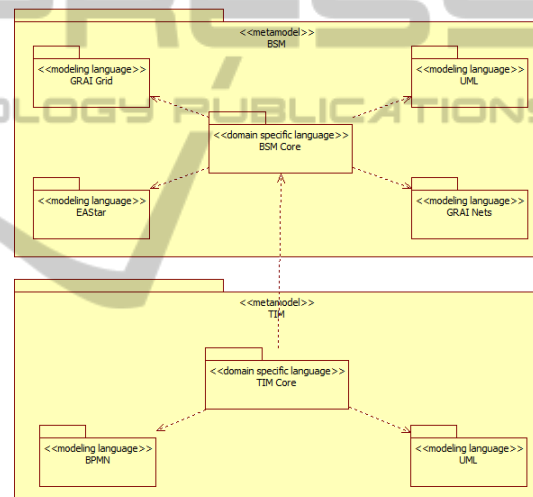 <<metamodel>>
BSM
<<modeling language>>
GRAI Grid
<<modeling language>>
UML
<<domain specific language>>
BSM Core
<<modeling language>>
EAStar
<<modeling language>>
GRAI Nets
<<metamodel>>
TIM
<<domain specific language>>
TIM Core
<<modeling language>>
BPMN
<<modeling language>>
UML
PUBLICATIONS